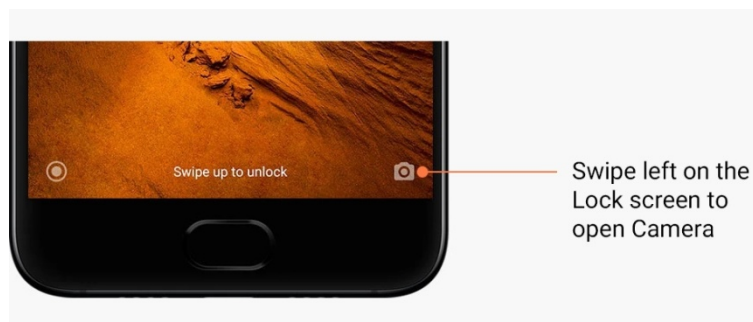 Swipe up to unlock
Swipe left on the
Lock screen to
open Camera